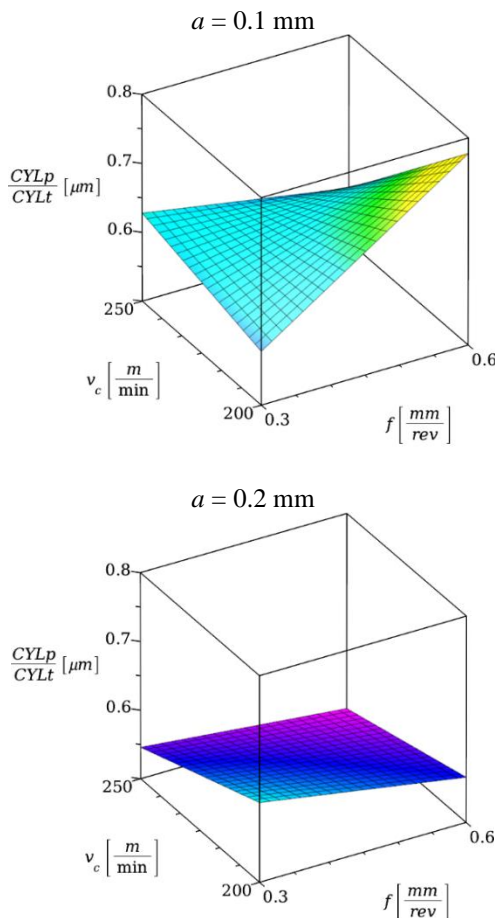 a = 0.1 mm
0.8
0.7
CYLp
CYLt [μm]
0.6
250
0.6
v_c [m/min]
200 0.3
f [mm/rev]
a = 0.2 mm
0.8
0.7
CYLp
CYLt [μm]
0.6
250
0.6
v_c [m/min]
200 0.3
f [mm/rev]